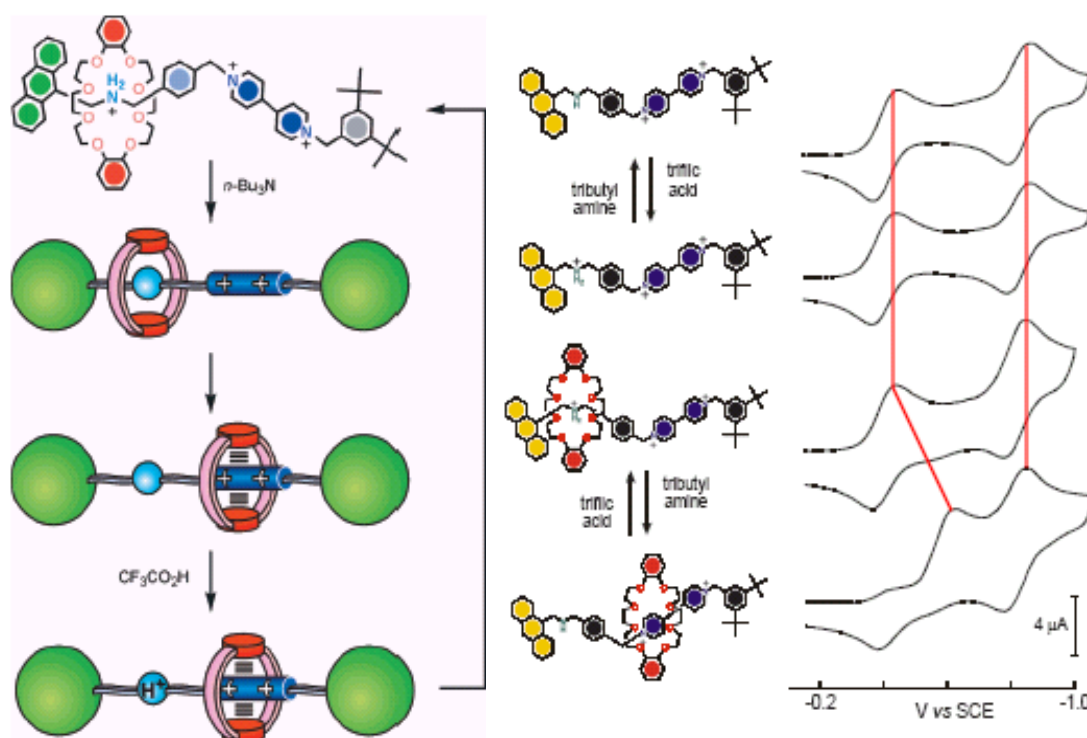 H₂
N
+
O O
O O
O O
O O
N
+
N
+
n-Bu₃N
+ +
+ +
CF₃CO₂H
H⁺
+ +
tributyl
amine
triflic
acid
triflic
acid
tributyl
amine
4 µA
-0.2
-1.0
V vs SCE